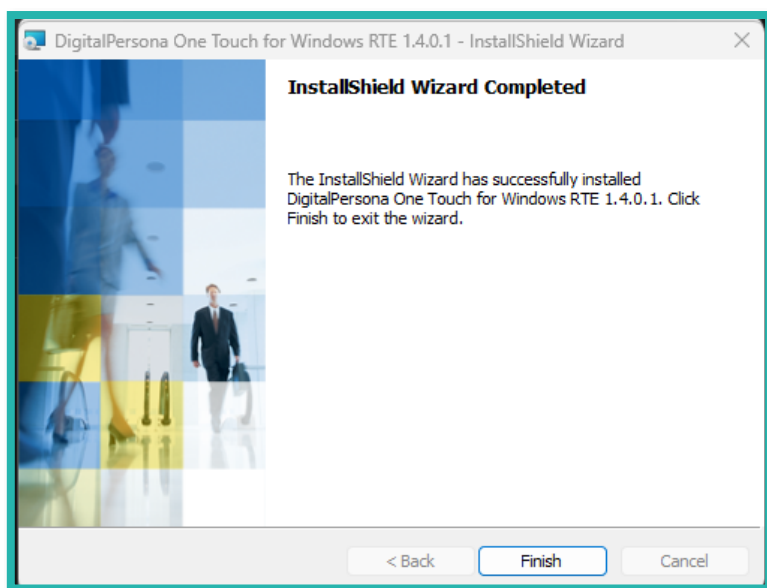 DigitalPersona One Touch for Windows RTE 1.4.0.1 - InstallShield Wizard
InstallShield Wizard Completed
The InstallShield Wizard has successfully installed
DigitalPersona One Touch for Windows RTE 1.4.0.1. Click
Finish to exit the wizard.
< Back
Finish
Cancel